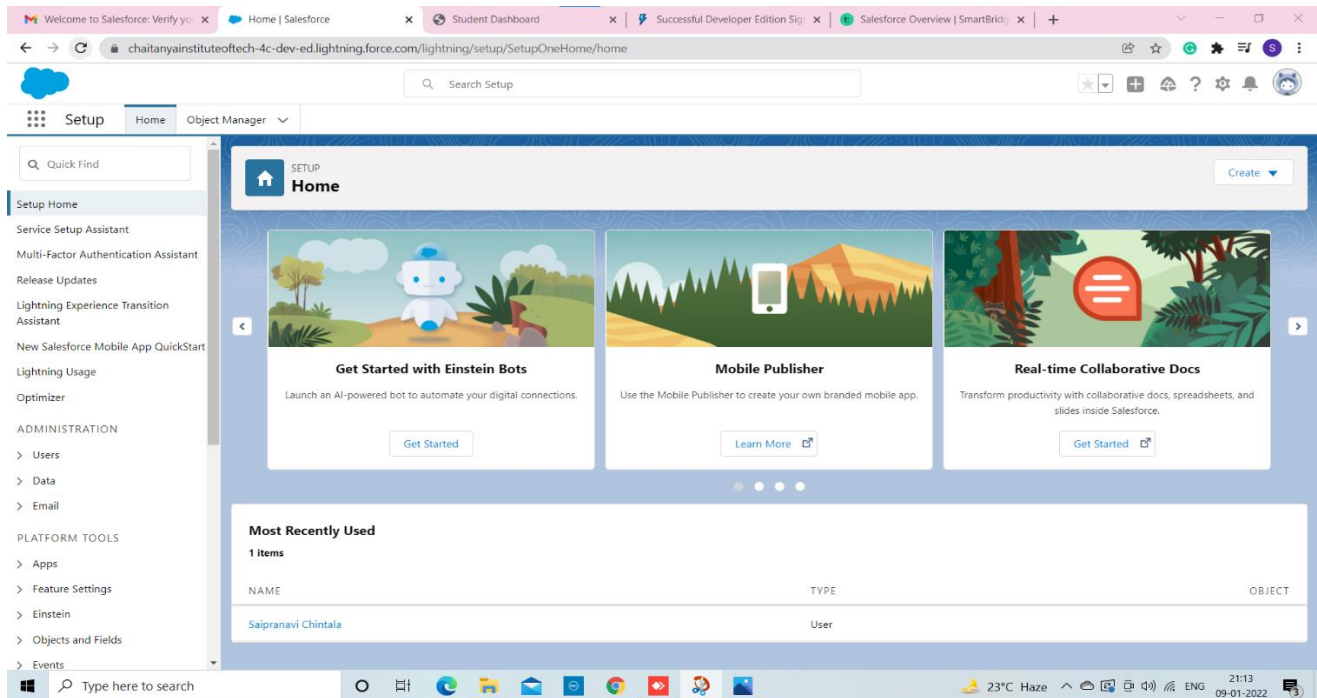 Welcome to Salesforce: Verify yo
Home | Salesforce
Student Dashboard
Successful Developer Edition Sig
Salesforce Overview | SmartBridg
chaitanyainstituteoftech-4c-dev-ed.lightning.force.com/lightning/setup/SetupOneHome/home
S
Search Setup
Setup
Home
Object Manager
Quick Find
Setup Home
Service Setup Assistant
Multi-Factor Authentication Assistant
Release Updates
Lightning Experience Transition
Assistant
New Salesforce Mobile App QuickStart
Lightning Usage
Optimizer
ADMINISTRATION
Users
Data
Email
PLATFORM TOOLS
Apps
Feature Settings
Einstein
Objects and Fields
Events
SETUP
Home
Create
Get Started with Einstein Bots
Launch an AI-powered bot to automate your digital connections.
Get Started
Mobile Publisher
Use the Mobile Publisher to create your own branded mobile app.
Learn More
Real-time Collaborative Docs
Transform productivity with collaborative docs, spreadsheets, and
slides inside Salesforce.
Get Started
Most Recently Used
1 items
NAME TYPE OBJECT
Saipranavi Chintala User
Type here to search
23°C Haze
ENG
21:13
09-01-2022
3